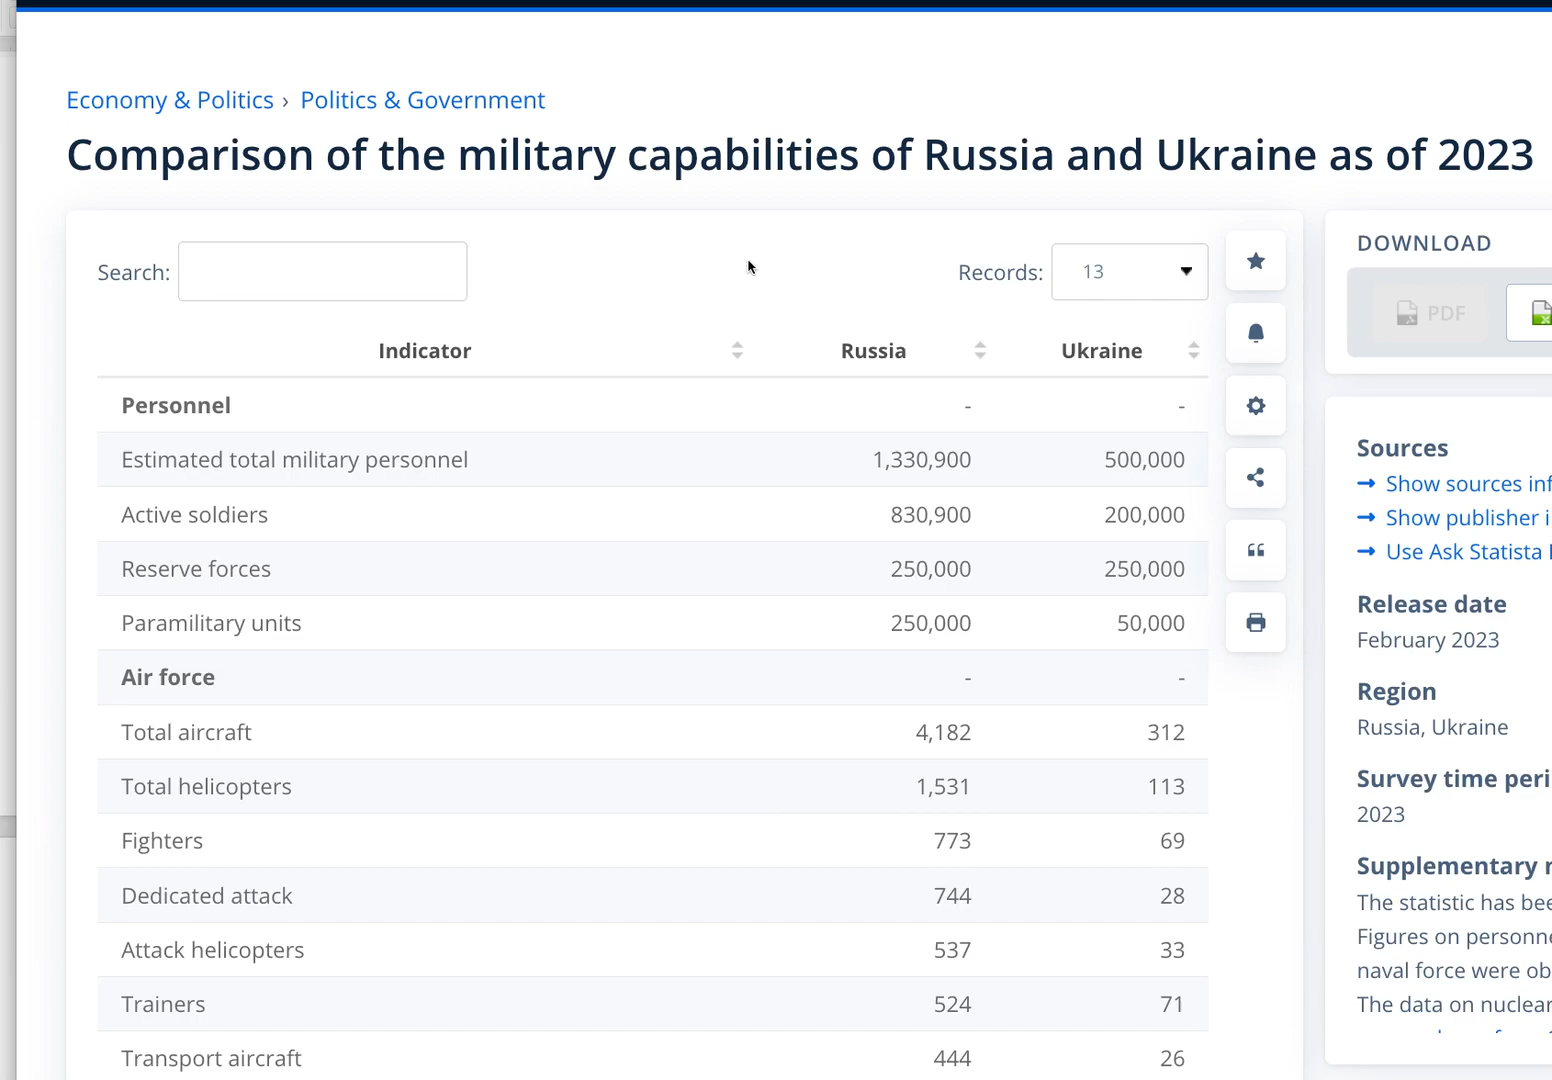 Economy & Politics › Politics & Government
Comparison of the military capabilities of Russia and Ukraine as of 2023
Search:
Records: 13
Indicator Russia Ukraine
Personnel - -
Estimated total military personnel 1,330,900 500,000
Active soldiers 830,900 200,000
Reserve forces 250,000 250,000
Paramilitary units 250,000 50,000
Air force - -
Total aircraft 4,182 312
Total helicopters 1,531 113
Fighters 773 69
Dedicated attack 744 28
Attack helicopters 537 33
Trainers 524 71
Transport aircraft 444 26
DOWNLOAD
PDF
Sources
→ Show sources inf
→ Show publisher i
→ Use Ask Statista
Release date
February 2023
Region
Russia, Ukraine
Survey time peri
2023
Supplementary
The statistic has bee
Figures on personne
naval force were ob
The data on nuclear